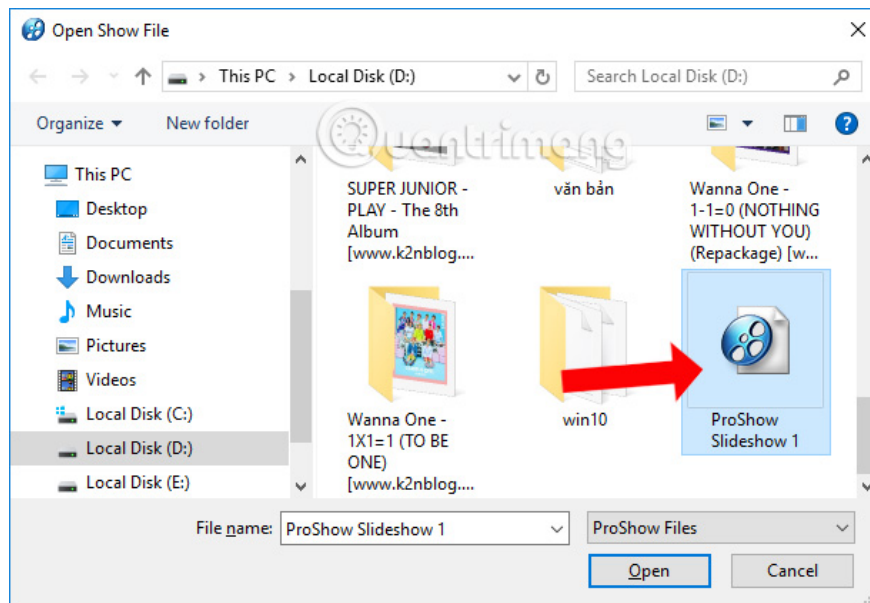 Open Show File
This PC > Local Disk (D:)
Search Local Disk (D:)
Organize
New folder
Quantrimang
This PC
Desktop
Documents
Downloads
Music
Pictures
Videos
Local Disk (C:)
Local Disk (D:)
Local Disk (E:)
SUPER JUNIOR -
PLAY - The 8th
Album
[www.k2nblog....
văn bản
Wanna One -
1-1=0 (NOTHING
WITHOUT YOU)
(Repackage) [w...
Wanna One -
1X1=1 (TO BE
ONE)
[www.k2nblog....
win10
ProShow
Slideshow 1
File name: ProShow Slideshow 1
ProShow Files
Open
Cancel